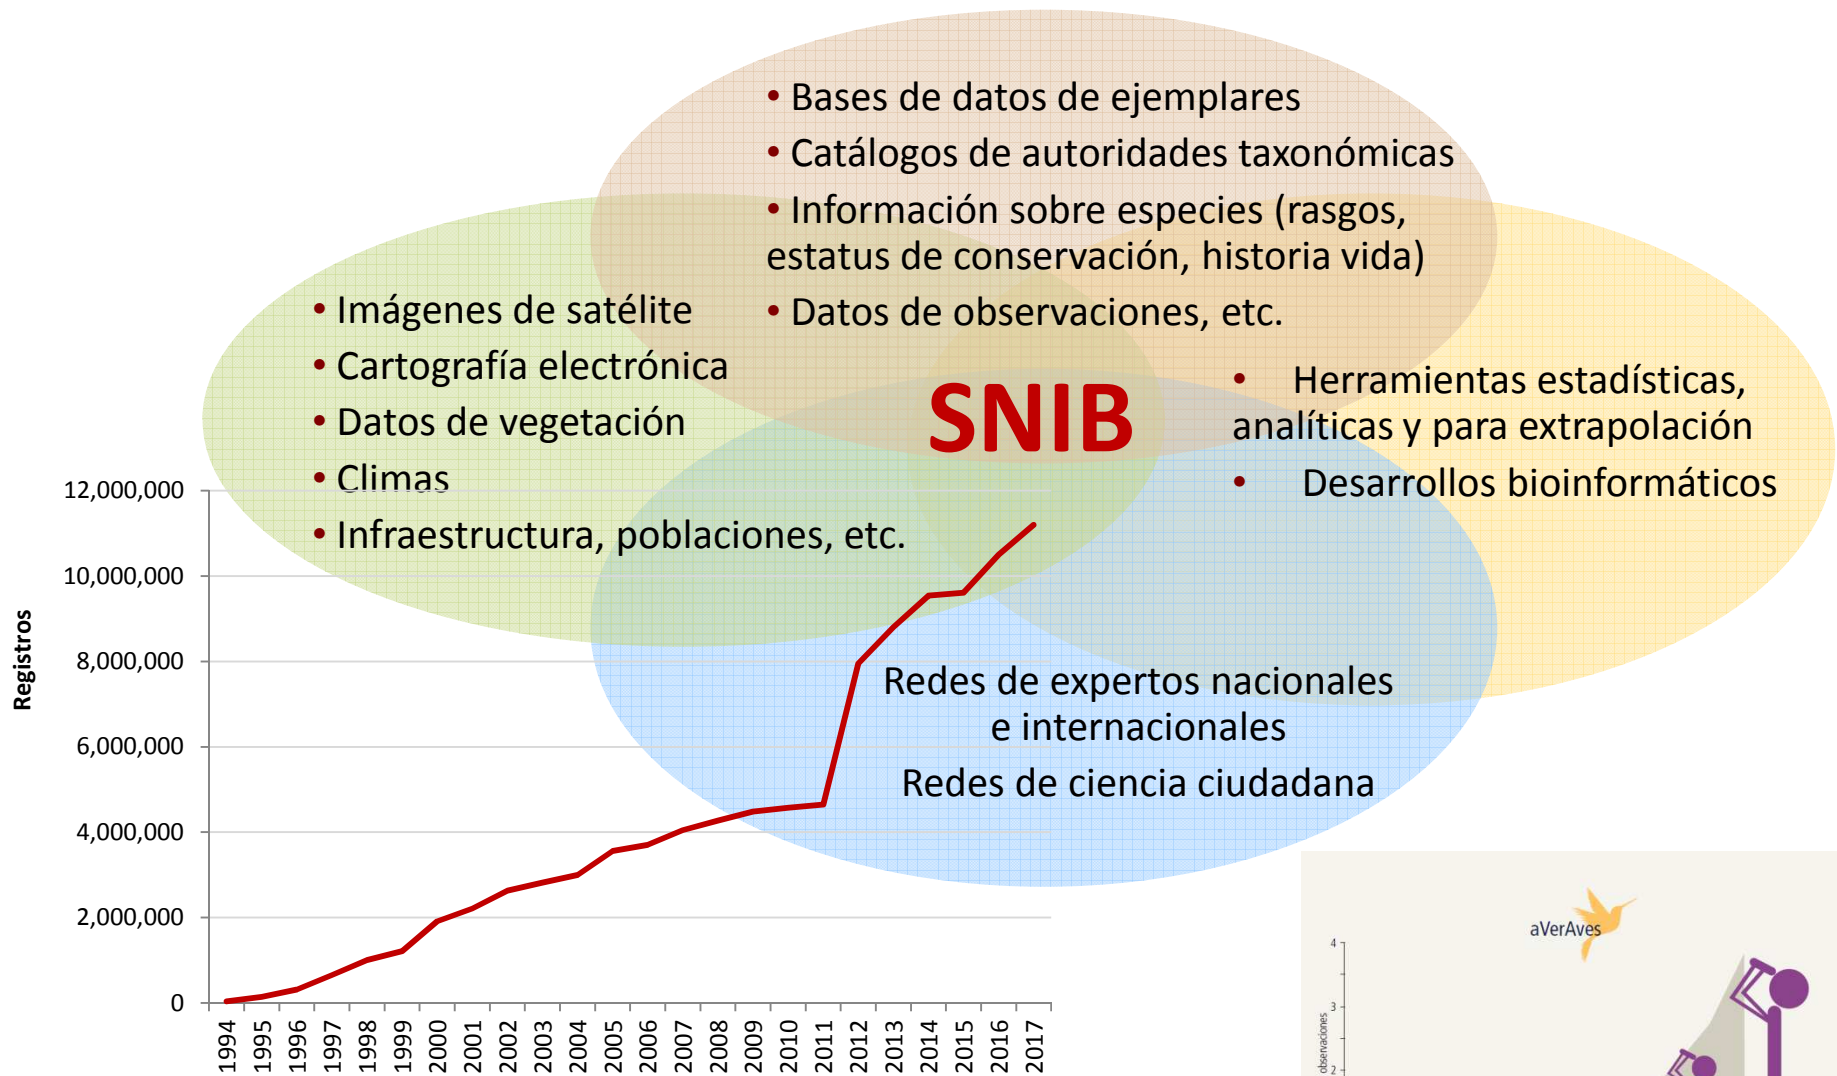 • Bases de datos de ejemplares
• Catálogos de autoridades taxonómicas
• Información sobre especies (rasgos,
estatus de conservación, historia vida)
• Datos de observaciones, etc.
• Imágenes de satélite
• Cartografía electrónica
• Datos de vegetación
• Climas
• Infraestructura, poblaciones, etc.
SNIB
• Herramientas estadísticas,
analíticas y para extrapolación
• Desarrollos bioinformáticos
Redes de expertos nacionales
e internacionales
Redes de ciencia ciudadana
Registros
12,000,000
10,000,000
8,000,000
6,000,000
4,000,000
2,000,000
0
1994
1995
1996
1997
1998
1999
2000
2001
2002
2003
2004
2005
2006
2007
2008
2009
2010
2011
2012
2013
2014
2015
2016
2017
aVerAves
4
3
2
observaciones